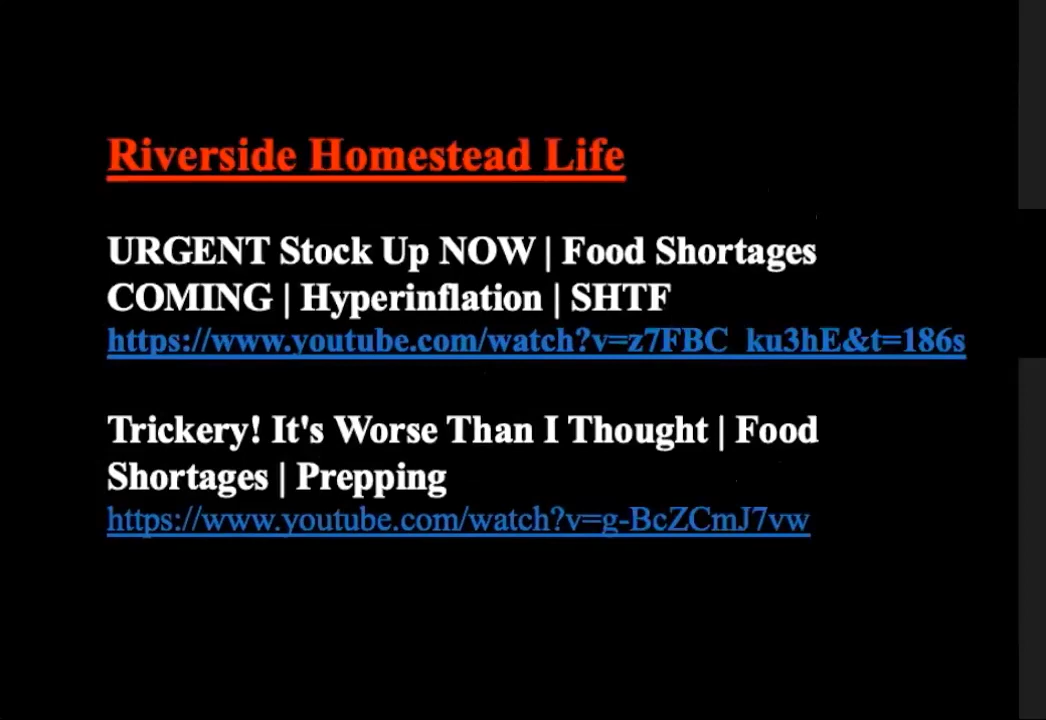 Riverside Homestead Life
URGENT Stock Up NOW | Food Shortages
COMING | Hyperinflation | SHTF
https://www.youtube.com/watch?v=z7FBC_ku3hE&t=186s
Trickery! It's Worse Than I Thought | Food
Shortages | Prepping
https://www.youtube.com/watch?v=g-BcZCmJ7vw